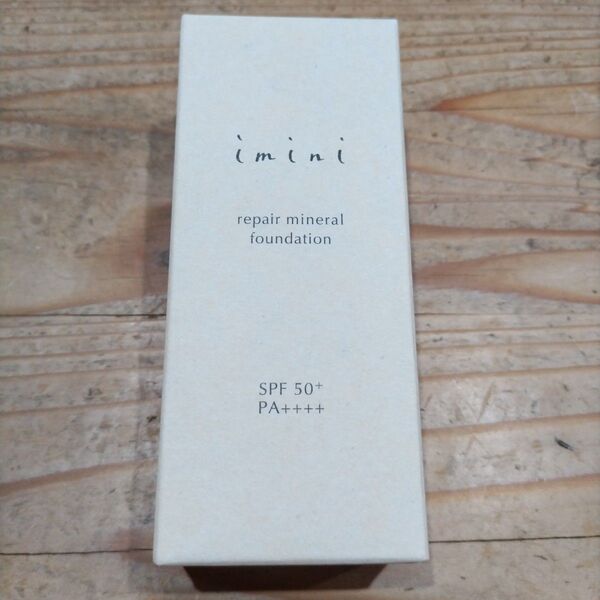 imini
repair mineral
foundation
SPF 50+
PA++++